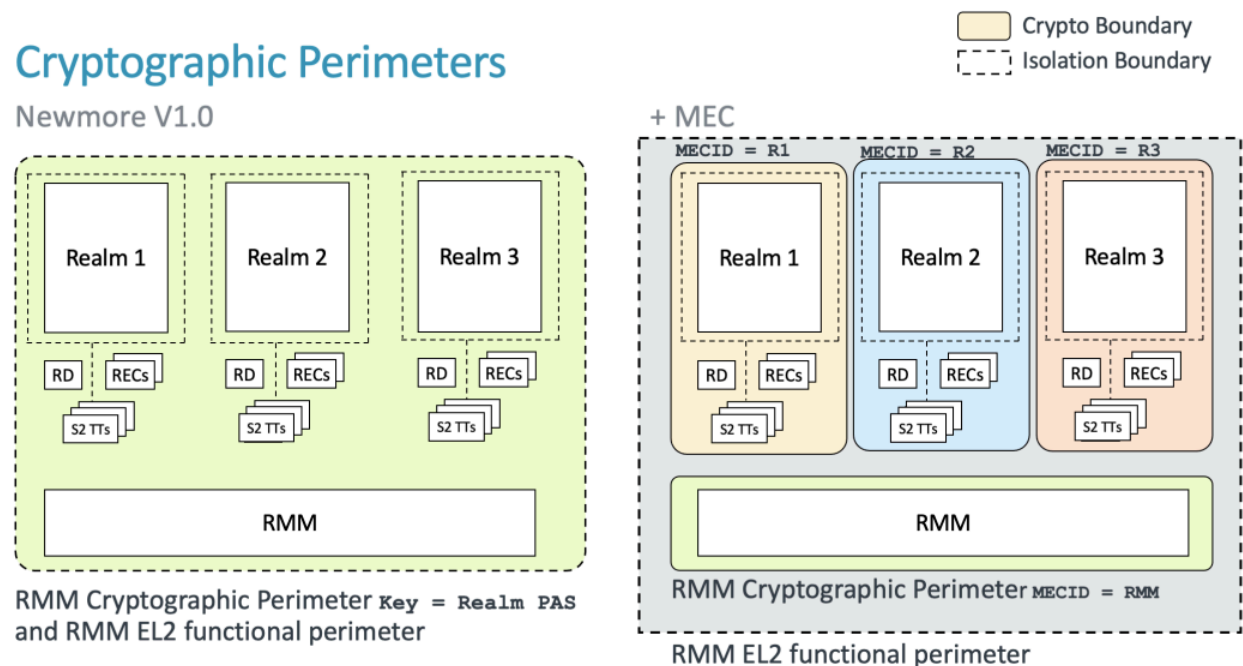 Cryptographic Perimeters
Crypto Boundary
Isolation Boundary
Newmore V1.0
Realm 1
Realm 2
Realm 3
RD
RECs
S2 TTs
RD
RECs
S2 TTs
RD
RECs
S2 TTs
RMM
RMM Cryptographic Perimeter Key = Realm PAS
and RMM EL2 functional perimeter
+ MEC
MECID = R1
MECID = R2
MECID = R3
Realm 1
Realm 2
Realm 3
RD
RECs
S2 TTs
RD
RECs
S2 TTs
RD
RECs
S2 TTs
RMM
RMM Cryptographic Perimeter MECID = RMM
RMM EL2 functional perimeter